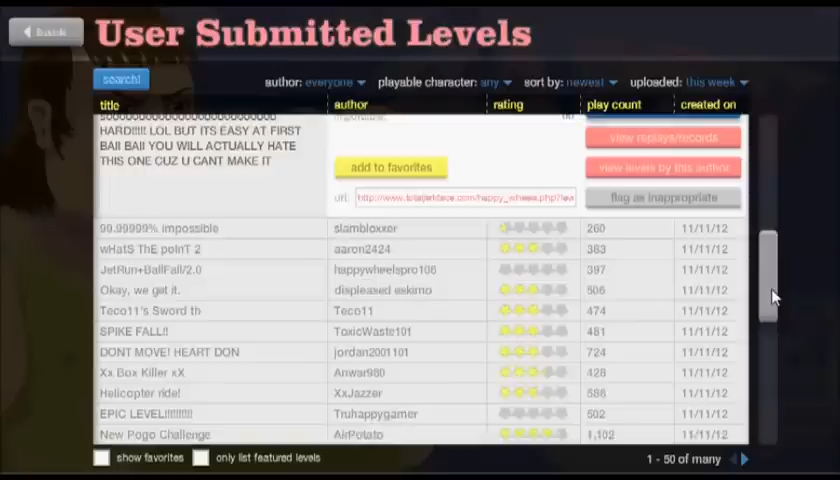 back
User Submitted Levels
search!
author: everyone playable character: any sort by: newest uploaded: this week
title author rating play count created on
HARD!!!!! LOL BUT ITS EASY AT FIRST
BAII BAII YOU WILL ACTUALLY HATE
THIS ONE CUZ U CANT MAKE IT
add to favorites
view replays/records
view levels by this author
url:
flag as inappropriate
99.99999% impossible slambloxxer 260 11/11/12
wHatS ThE poInT 2 aaron2424 383 11/11/12
JetRun+BallFall/2.0 happywheelspro106 397 11/11/12
Okay, we get it. displeased eskimo 506 11/11/12
Teco11's Sword th Teco11 474 11/11/12
SPIKE FALL!! ToxicWaste101 481 11/11/12
DONT MOVE! HEART DON jordan2001101 724 11/11/12
Xx Box Killer xX Anwar980 428 11/11/12
Helicopter ride! XxJazzer 586 11/11/12
EPIC LEVEL!!!!!!!!!! Truhappygamer 502 11/11/12
New Pogo Challenge AirPotato 1,102 11/11/12
show favorites only list featured levels 1 - 50 of many